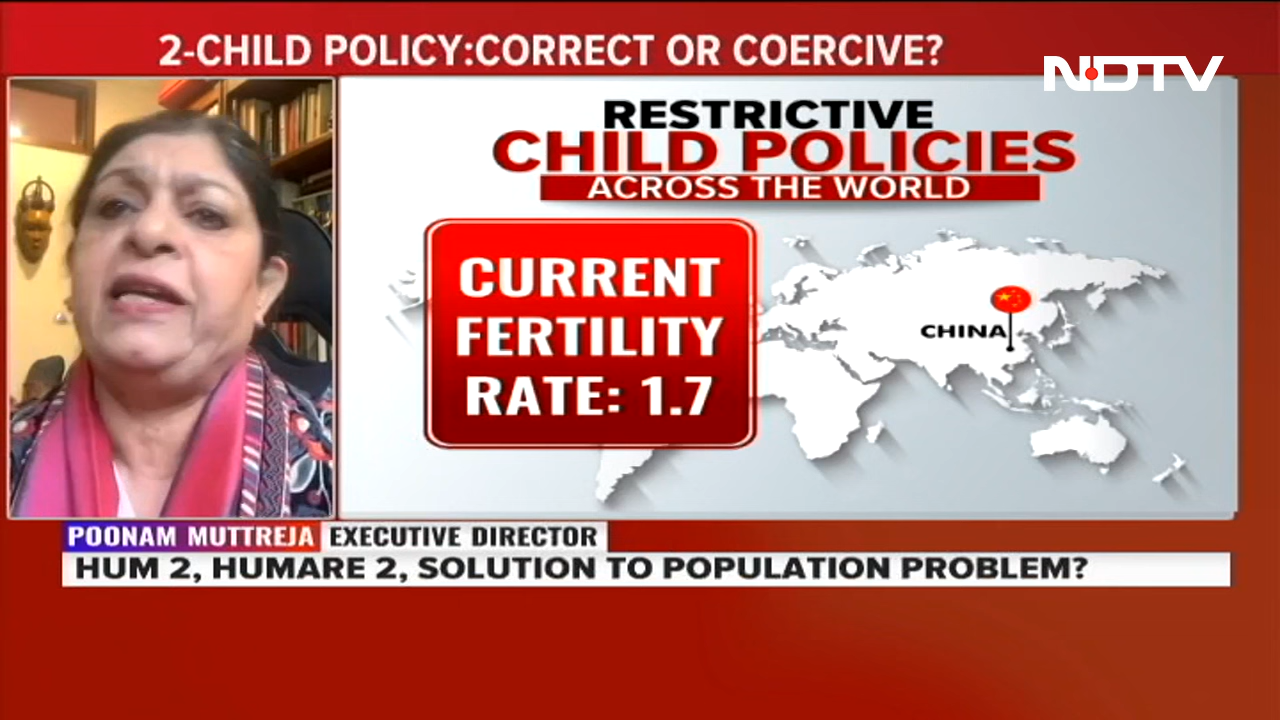 2-CHILD POLICY:CORRECT OR COERCIVE?
NDTV
RESTRICTIVE
CHILD POLICIES
ACROSS THE WORLD
CURRENT
FERTILITY
RATE: 1.7
CHINA
POONAM MUTTREJA EXECUTIVE DIRECTOR
HUM 2, HUMARE 2, SOLUTION TO POPULATION PROBLEM?